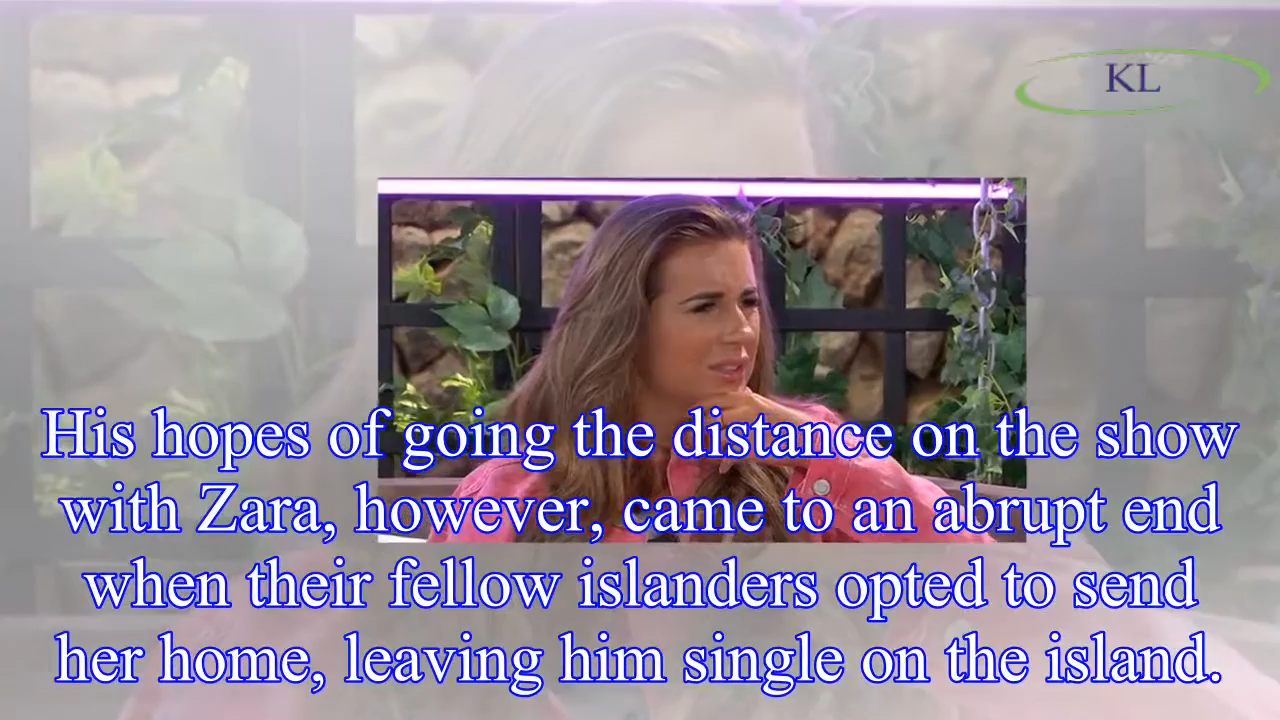 KL
His hopes of going the distance on the show
with Zara, however, came to an abrupt end
when their fellow islanders opted to send
her home, leaving him single on the island.